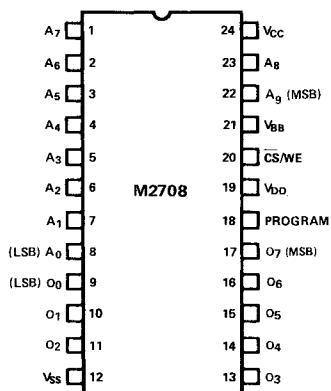 A7 1 24 VCC
A6 2 23 A8
A5 3 22 A9 (MSB)
A4 4 21 VBB
A3 5 20 CS/WE
A2 6 M2708 19 VDD
A1 7 18 PROGRAM
(LSB) A0 8 17 O7 (MSB)
(LSB) O0 9 16 O6
O1 10 15 O5
O2 11 14 O4
VSS 12 13 O3